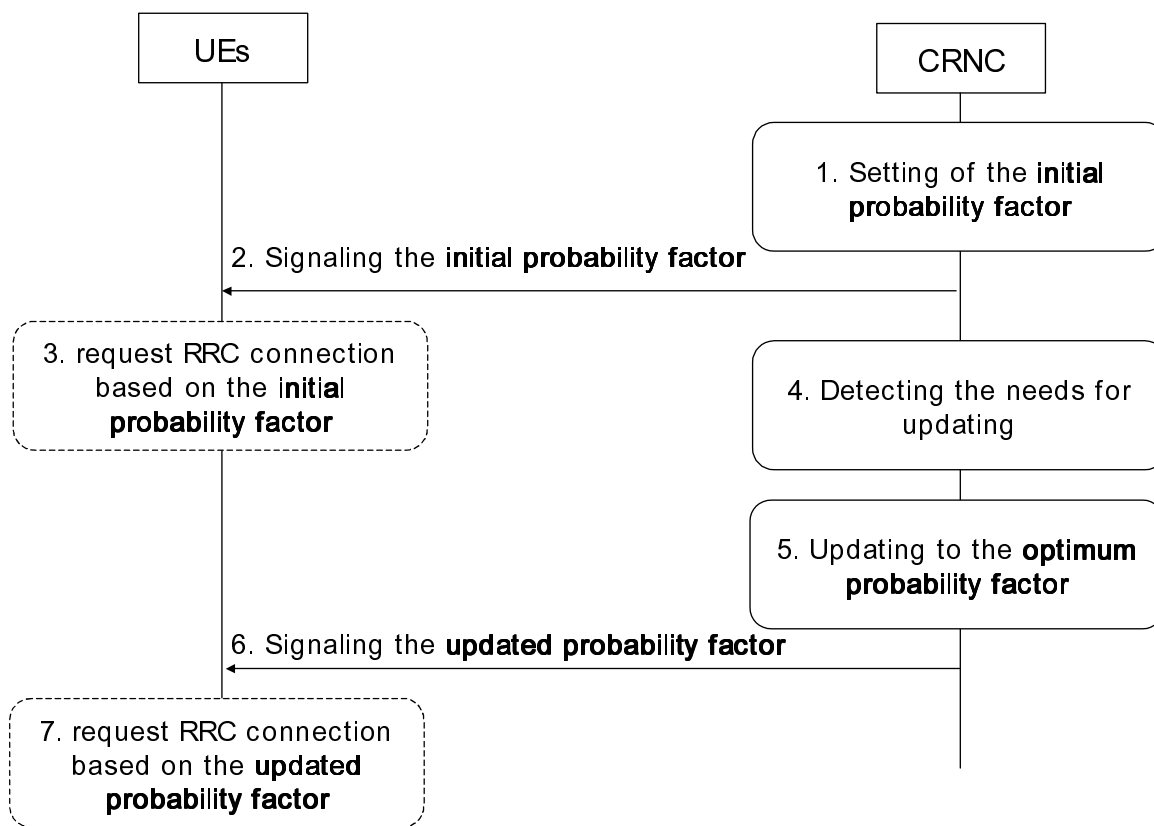 UEs
CRNC
1. Setting of the initial
probability factor
2. Signaling the initial probability factor
3. request RRC connection
based on the initial
probability factor
4. Detecting the needs for
updating
5. Updating to the optimum
probability factor
6. Signaling the updated probability factor
7. request RRC connection
based on the updated
probability factor